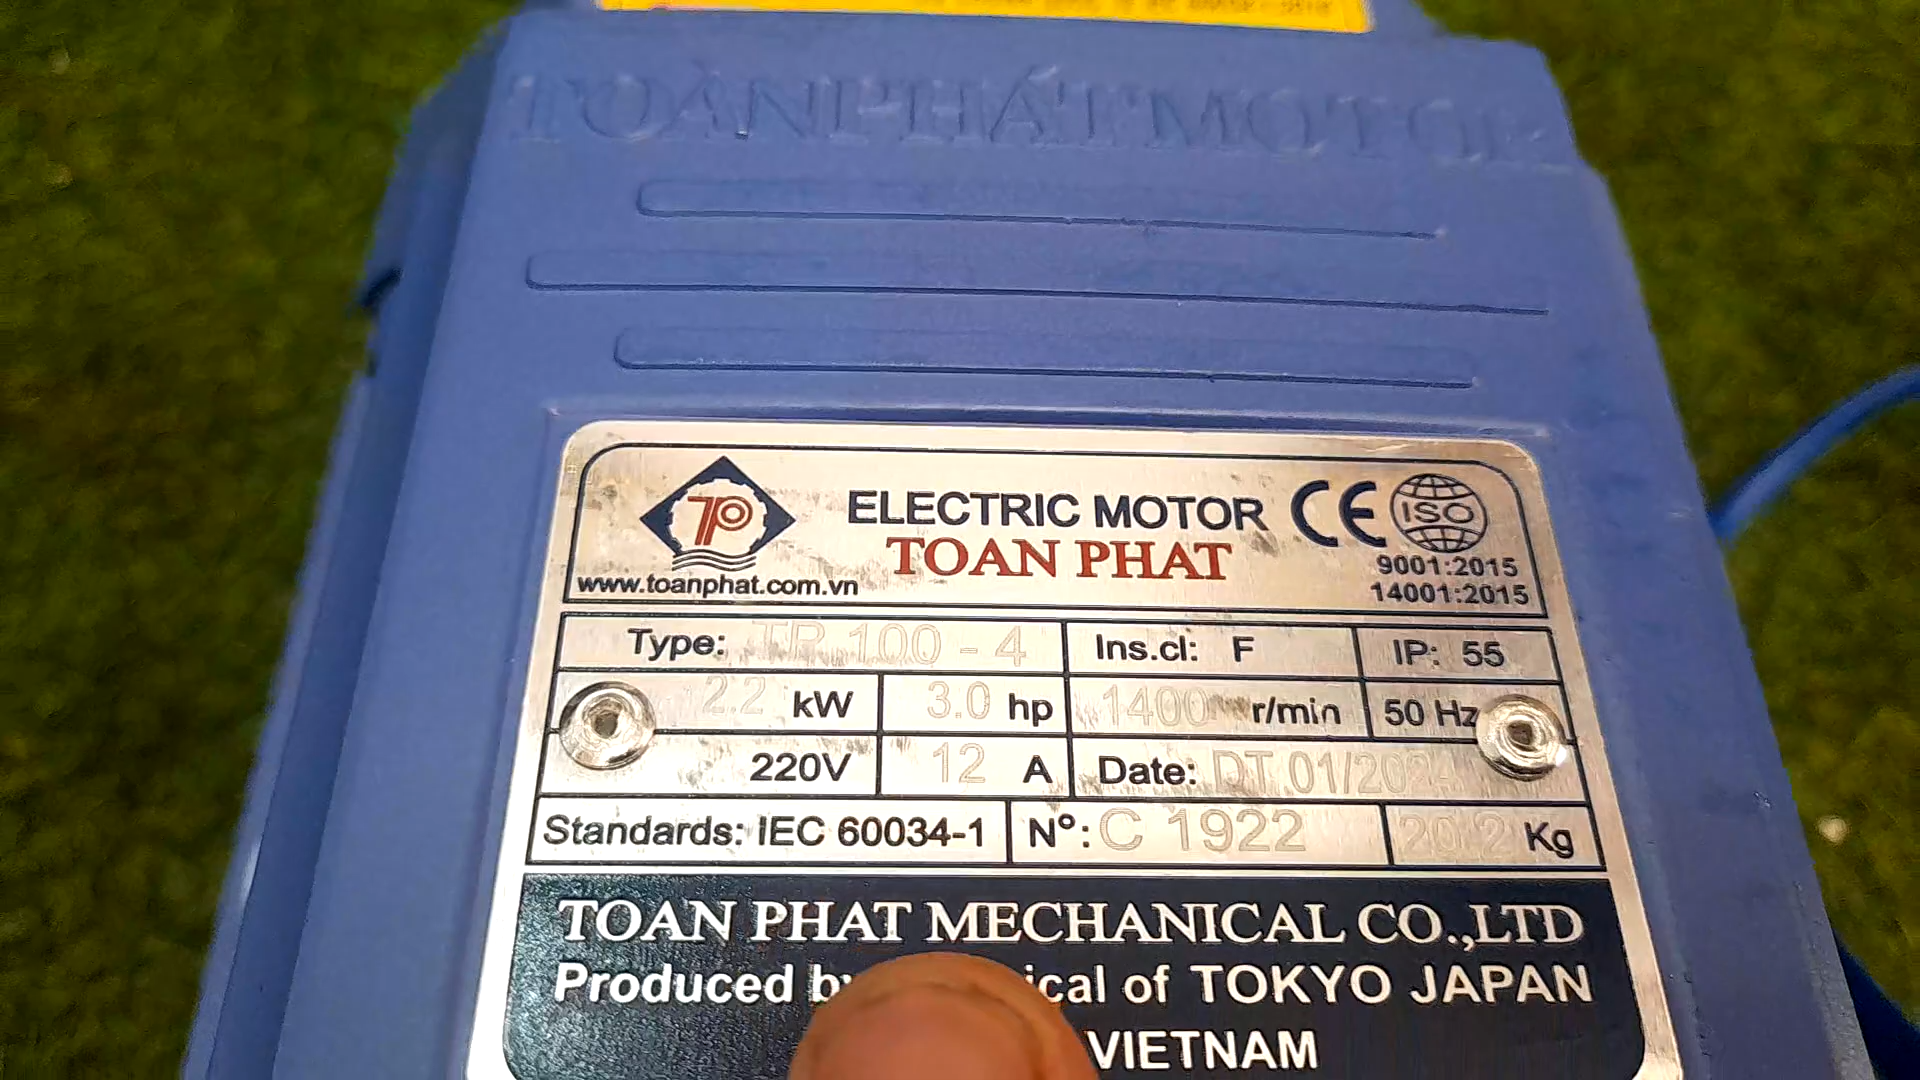 TOÀN PHÁT MOTOR
TP
ELECTRIC MOTOR
CE
ISO
TOAN PHAT
9001:2015
www.toanphat.com.vn
14001:2015
Type: TP 100 - 4 Ins.cl: F IP: 55
2.2 kW 3.0 hp 1400 r/min 50 Hz
220V 12 A Date: DT 01/2024
Standards: IEC 60034-1 Nº: C 1922 20.2 Kg
TOAN PHAT MECHANICAL CO.,LTD
Produced of TOKYO JAPAN
VIETNAM